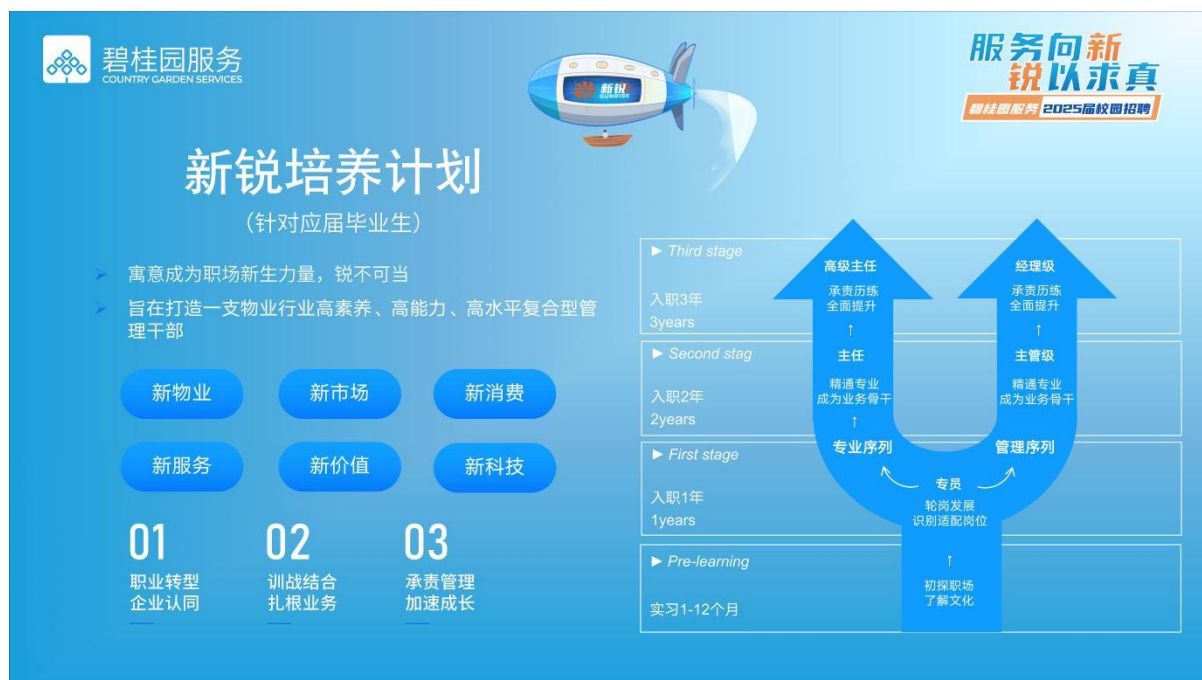 碧桂园服务
COUNTRY GARDEN SERVICES
新锐
SUNRISE
服务向新
锐以求真
碧桂园服务 2025届校园招聘
新锐培养计划
（针对应届毕业生）
➢ 寓意成为职场新生力量，锐不可当
➢ 旨在打造一支物业行业高素养、高能力、高水平复合型管
理干部
新物业
新市场
新消费
新服务
新价值
新科技
01
职业转型
企业认同
02
训战结合
扎根业务
03
承责管理
加速成长
► Third stage
入职3年
3years
高级主任
承责历练
全面提升
↑
经理级
承责历练
全面提升
↑
► Second stag
入职2年
2years
主任
精通专业
成为业务骨干
↑
主管级
精通专业
成为业务骨干
► First stage
入职1年
1years
专业序列
管理序列
专员
轮岗发展
识别适配岗位
► Pre-learning
实习1-12个月
↑
初探职场
了解文化